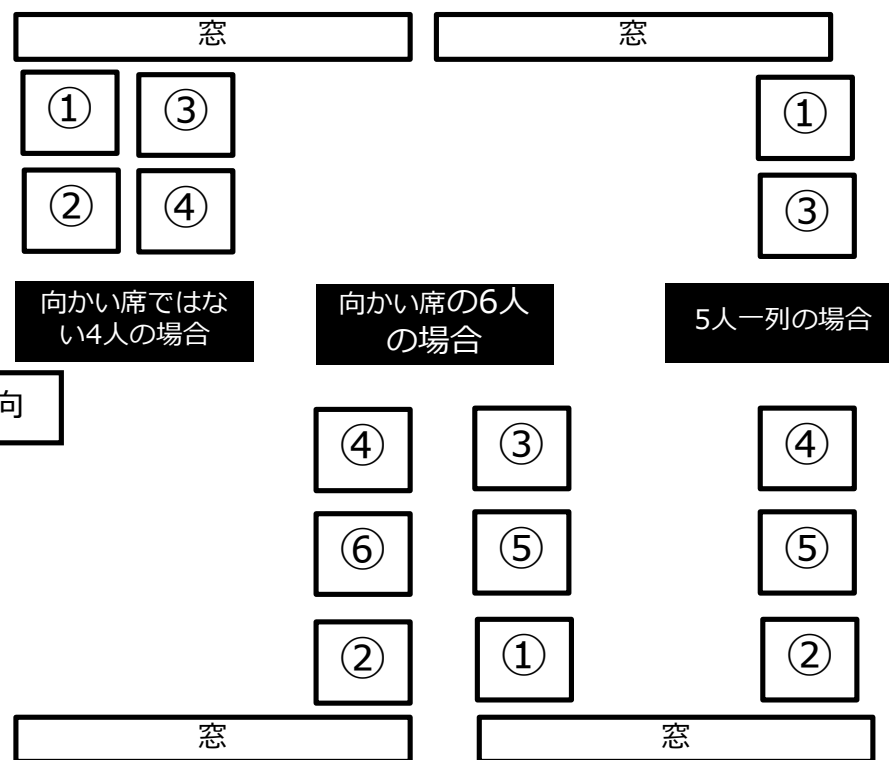 窓 窓
① ③ ①
② ④ ③
向かい席ではな
い4人の場合
向かい席の6人
の場合
5人一列の場合
向
④ ③ ④
⑥ ⑤ ⑤
② ① ②
窓 窓